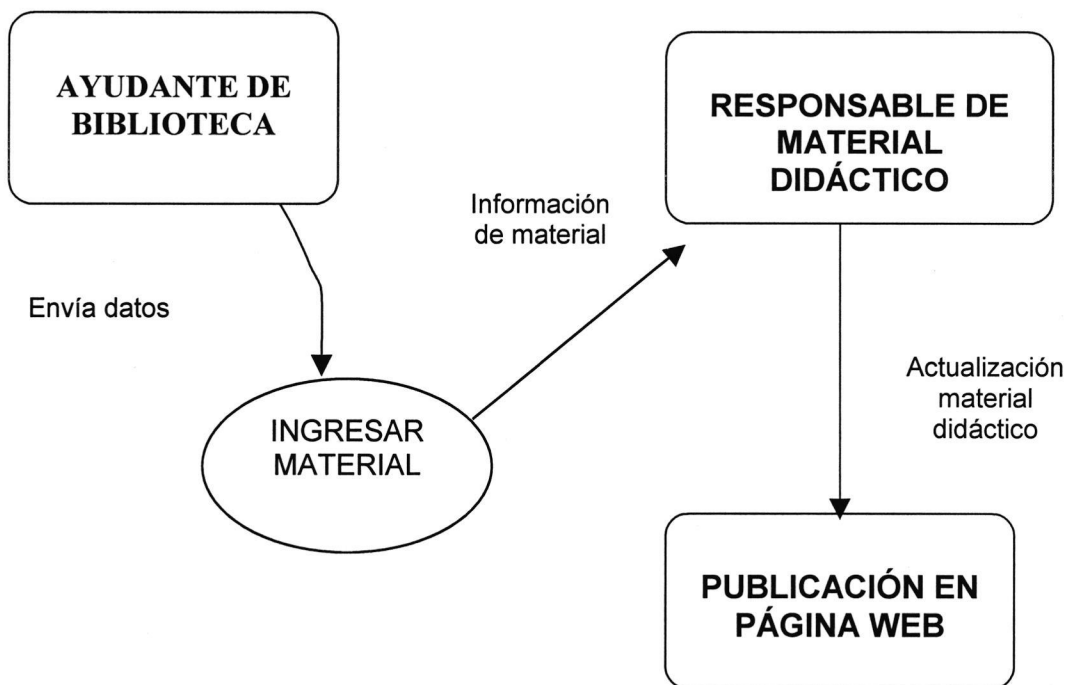 AYUDANTE DE
BIBLIOTECA
RESPONSABLE DE
MATERIAL
DIDÁCTICO
Información
de material
Envía datos
Actualización
material
didáctico
INGRESAR
MATERIAL
PUBLICACIÓN EN
PÁGINA WEB